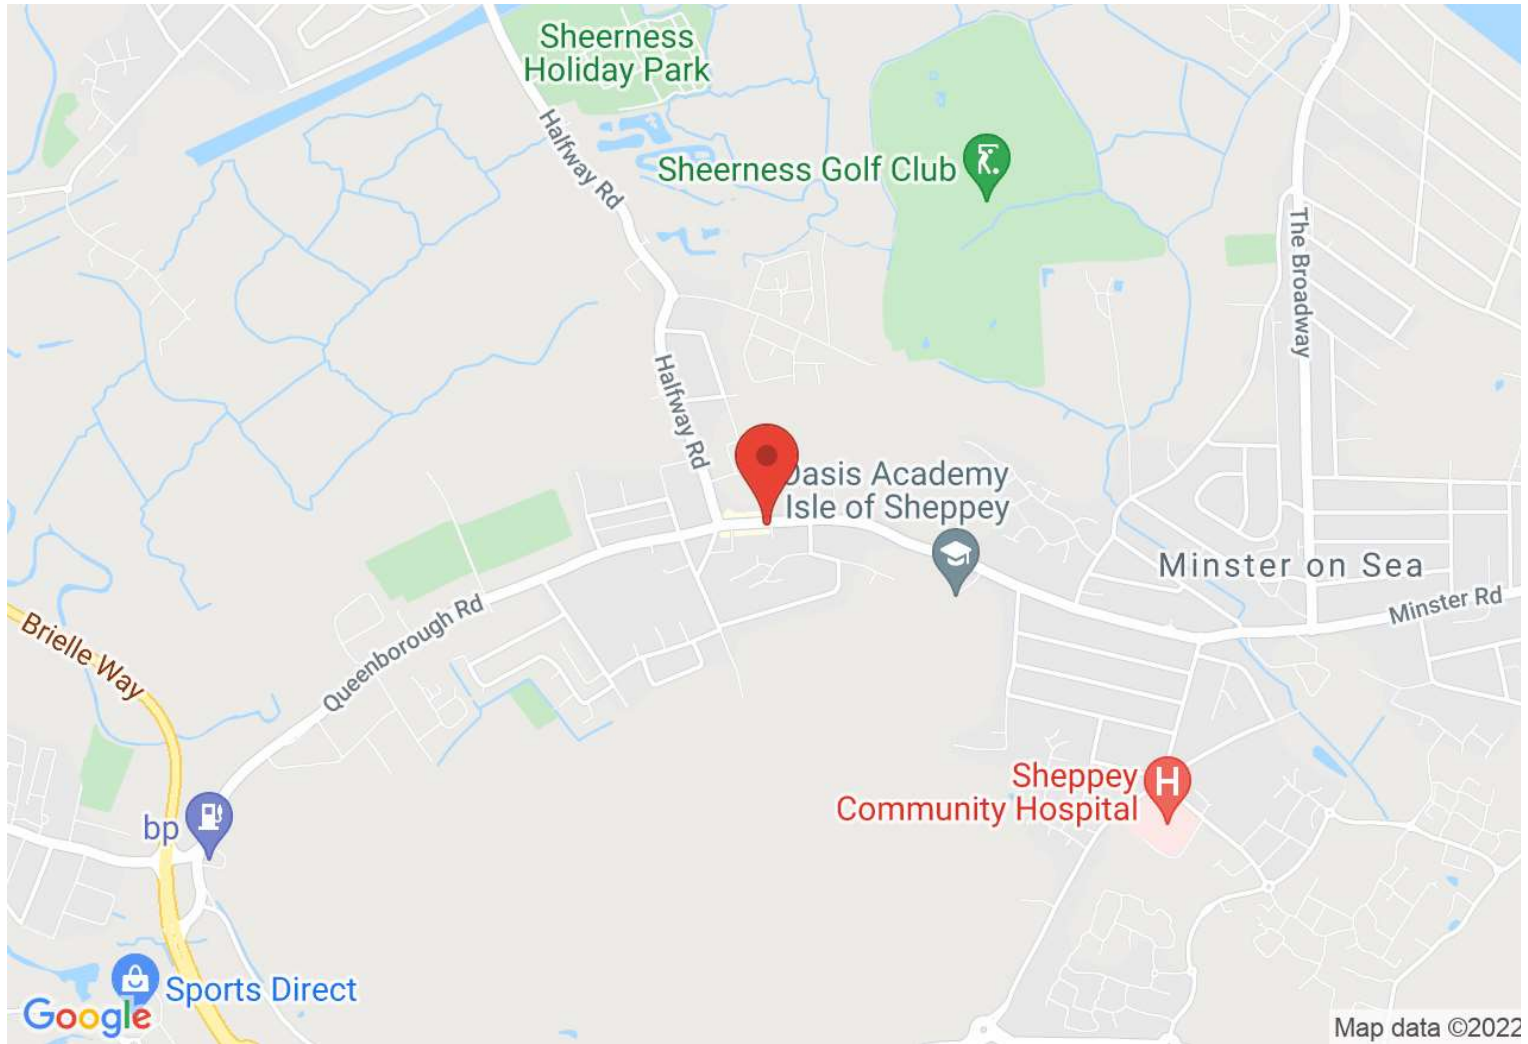 Sheerness
Holiday Park
Halfway Rd
Sheerness Golf Club
The Broadway
Halfway Rd
Oasis Academy
Isle of Sheppey
Minster on Sea
Minster Rd
Brielle Way
Queenborough Rd
Sheppey
Community Hospital
H
bp
Sports Direct
Google
Map data ©2022